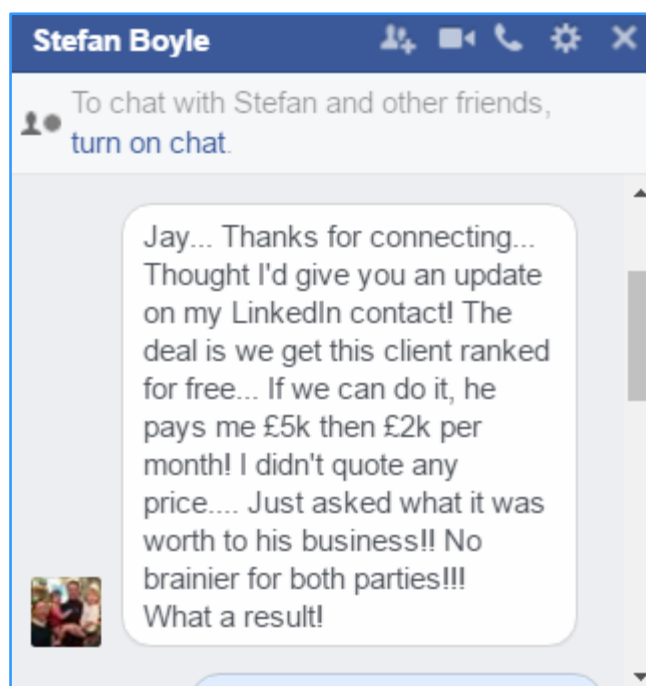 Stefan Boyle
To chat with Stefan and other friends,
turn on chat.
Jay... Thanks for connecting...
Thought I'd give you an update
on my LinkedIn contact! The
deal is we get this client ranked
for free... If we can do it, he
pays me £5k then £2k per
month! I didn't quote any
price.... Just asked what it was
worth to his business!! No
brainier for both parties!!!
What a result!